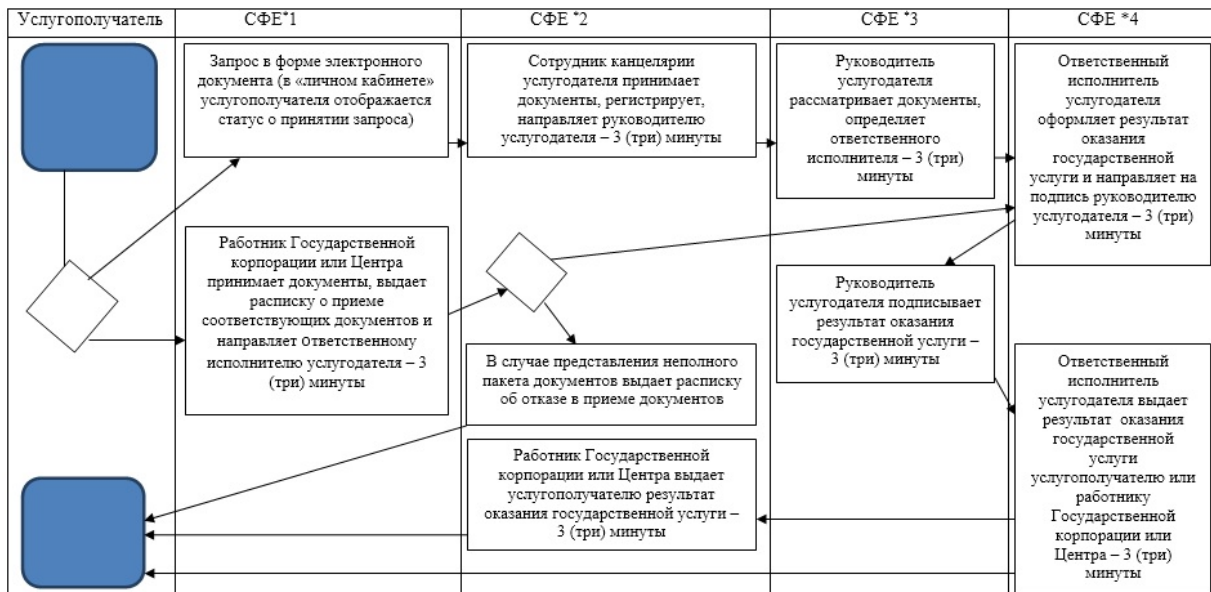 Услугополучатель
СФЕ*1
СФЕ *2
СФЕ *3
СФЕ *4
Запрос в форме электронного
документа (в «личном кабинете»
услугополучателя отображается
статус о принятии запроса)
Сотрудник канцелярии
услугодателя принимает
документы, регистрирует,
направляет руководителю
услугодателя – 3 (три) минуты
Руководитель
услугодателя
рассматривает документы,
определяет
ответственного
исполнителя – 3 (три)
минуты
Ответственный
исполнитель
услугодателя
оформляет результат
оказания
государственной
услуги и направляет на
подпись руководителю
услугодателя – 3 (три)
минуты
Работник Государственной
корпорации или Центра
принимает документы, выдает
расписку о приеме
соответствующих документов и
направляет ответственному
исполнителю услугодателя – 3
(три) минуты
Руководитель
услугодателя подписывает
результат оказания
государственной услуги –
3 (три) минуты
В случае представления неполного
пакета документов выдает расписку
об отказе в приеме документов
Ответственный
исполнитель
услугодателя выдает
результат оказания
государственной
услуги
услугополучателю или
работнику
Государственной
корпорации или
Центра – 3 (три)
минуты
Работник Государственной
корпорации или Центра выдает
услугополучателю результат
оказания государственной услуги –
3 (три) минуты